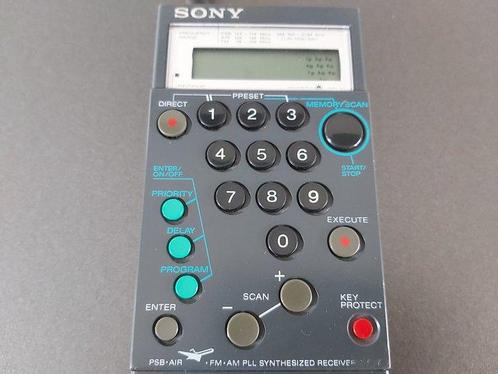 SONY
PRESET
DIRECT
1 2 3
MEMORY SCAN
4 5 6
START/
STOP
ENTER/
ON/OFF
7 8 9
PRIORITY
0
EXECUTE
DELAY
PROGRAM
+
SCAN
−
KEY
PROTECT
ENTER
PSB·AIR ·FM·AM PLL SYNTHESIZED RECEIVER